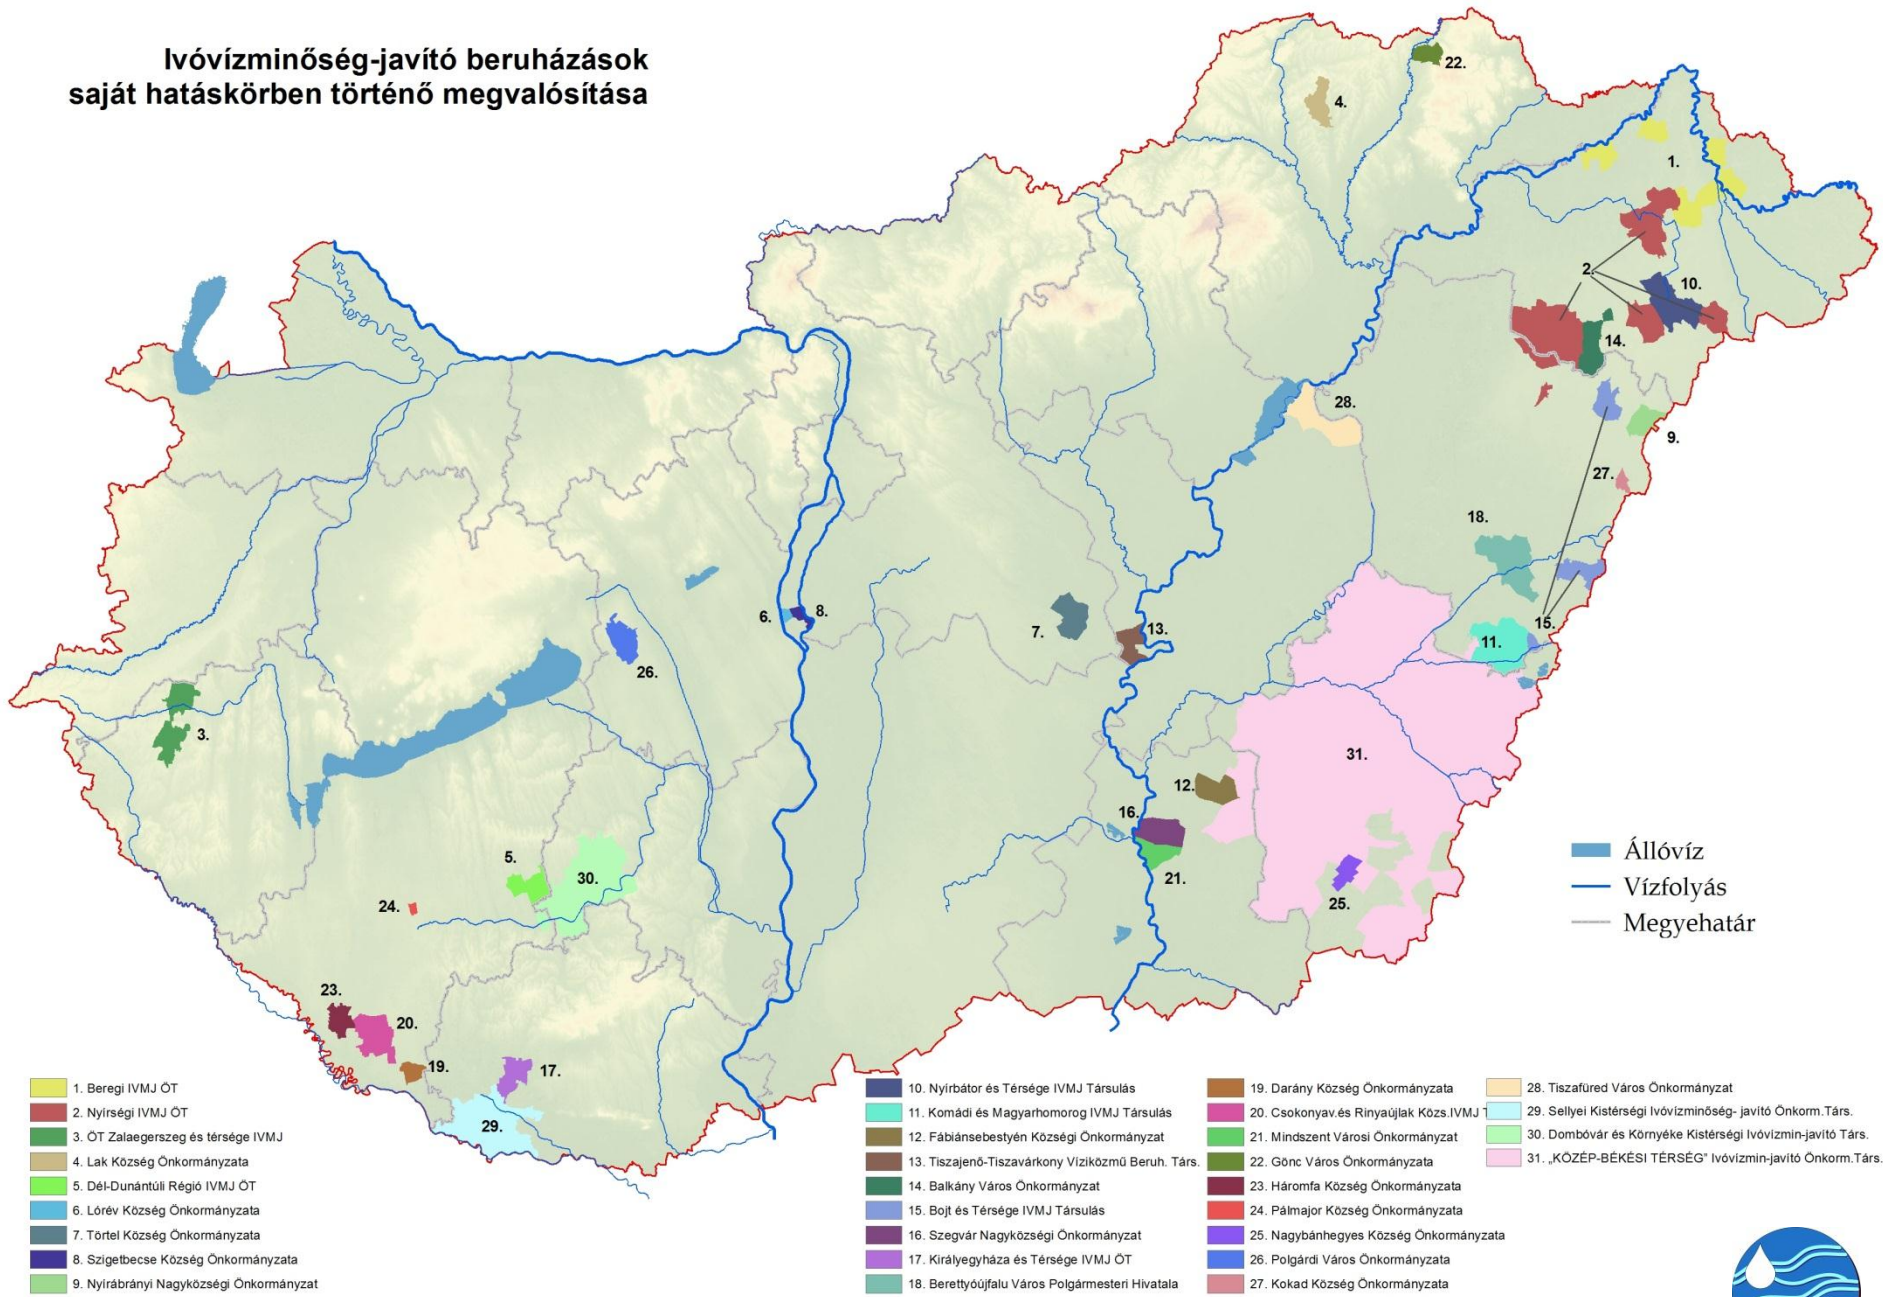 Ivóvízminőség-javító beruházások
saját hatáskörben történő megvalósítása
22.
4.
1.
2.
10.
14.
28.
9.
27.
18.
6.
8.
7.
13.
15.
11.
26.
3.
31.
12.
16.
5.
30.
21.
24.
25.
23.
20.
19.
17.
29.
Állóvíz
Vízfolyás
Megyehatár
1. Beregi IVMJ ÖT
2. Nyírségi IVMJ ÖT
3. ÖT Zalaegerszeg és térsége IVMJ
4. Lak Község Önkormányzata
5. Dél-Dunántúli Régió IVMJ ÖT
6. Lórév Község Önkormányzata
7. Törtel Község Önkormányzata
8. Szigetbecse Község Önkormányzata
9. Nyírábrányi Nagyközségi Önkormányzat
10. Nyírbátor és Térsége IVMJ Társulás
11. Komádi és Magyarhomorog IVMJ Társulás
12. Fábiánsebestyén Községi Önkormányzat
13. Tiszajenő-Tiszavárkony Víziközmű Beruh. Társ.
14. Balkány Város Önkormányzat
15. Bojt és Térsége IVMJ Társulás
16. Szegvár Nagyközségi Önkormányzat
17. Királyegyháza és Térsége IVMJ ÖT
18. Berettyóújfalu Város Polgármesteri Hivatala
19. Darány Község Önkormányzata
20. Csokonyav.és Rinyaújlak Közs.IVMJ T
21. Mindszent Városi Önkormányzat
22. Gönc Város Önkormányzata
23. Háromfa Község Önkormányzata
24. Pálmajor Község Önkormányzata
25. Nagybánhegyes Község Önkormányzata
26. Polgárdi Város Önkormányzata
27. Kokad Község Önkormányzata
28. Tiszafüred Város Önkormányzat
29. Sellyei Kistérségi Ivóvízminőség- javító Önkorm.Társ.
30. Dombóvár és Környéke Kistérségi Ivóvízmin-javító Társ.
31. „KÖZÉP-BÉKÉSI TÉRSÉG" Ivóvízmin-javító Önkorm.Társ.